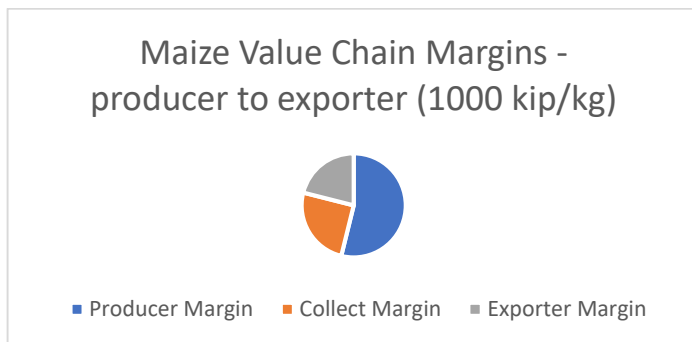 Maize Value Chain Margins -
producer to exporter (1000 kip/kg)
Producer Margin Collect Margin Exporter Margin